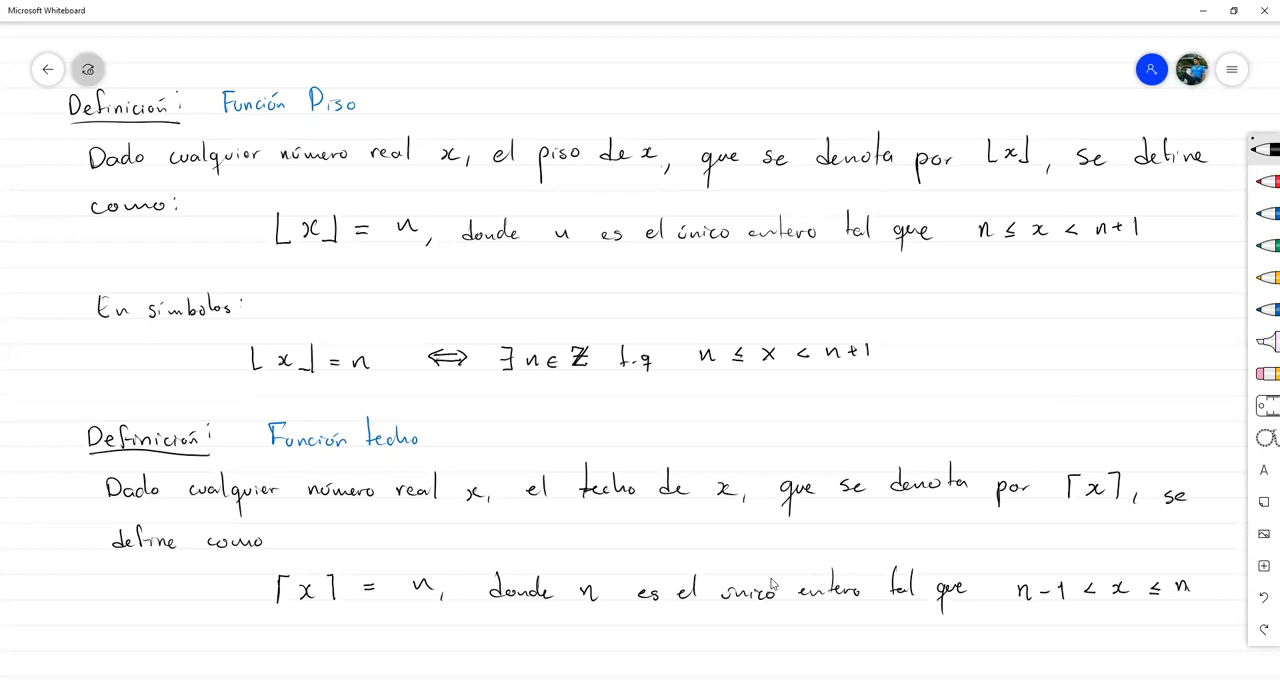 Microsoft Whiteboard
Definición: Función Piso
Dado cualquier número real x, el piso de x, que se denota por ⌊x⌋, se define
como:
⌊x⌋ = n, donde n es el único entero tal que n ≤ x < n+1
En símbolos:
⌊x⌋ = n ⟺ ∃ n ∈ ℤ t.q n ≤ x < n+1
Definición: Función techo
Dado cualquier número real x, el techo de x, que se denota por ⌈x⌉, se
define como
⌈x⌉ = n, donde n es el único entero tal que n-1 < x ≤ n